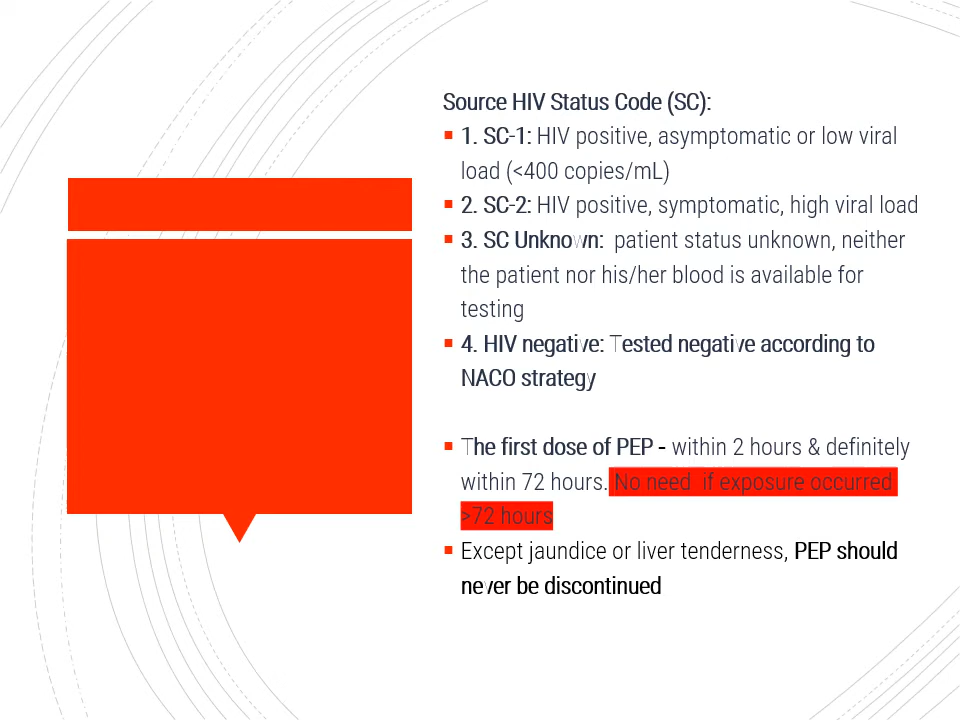 Source HIV Status Code (SC):
▪ 1. SC-1: HIV positive, asymptomatic or low viral
load (<400 copies/mL)
▪ 2. SC-2: HIV positive, symptomatic, high viral load
▪ 3. SC Unknown:  patient status unknown, neither
the patient nor his/her blood is available for
testing
▪ 4. HIV negative: Tested negative according to
NACO strategy
▪ The first dose of PEP - within 2 hours & definitely
within 72 hours. No need  if exposure occurred
>72 hours
▪ Except jaundice or liver tenderness, PEP should
never be discontinued